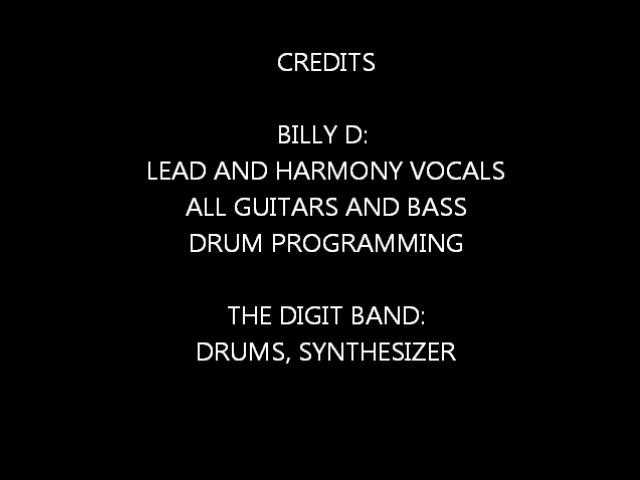 CREDITS
BILLY D:
LEAD AND HARMONY VOCALS
ALL GUITARS AND BASS
DRUM PROGRAMMING
THE DIGIT BAND:
DRUMS, SYNTHESIZER